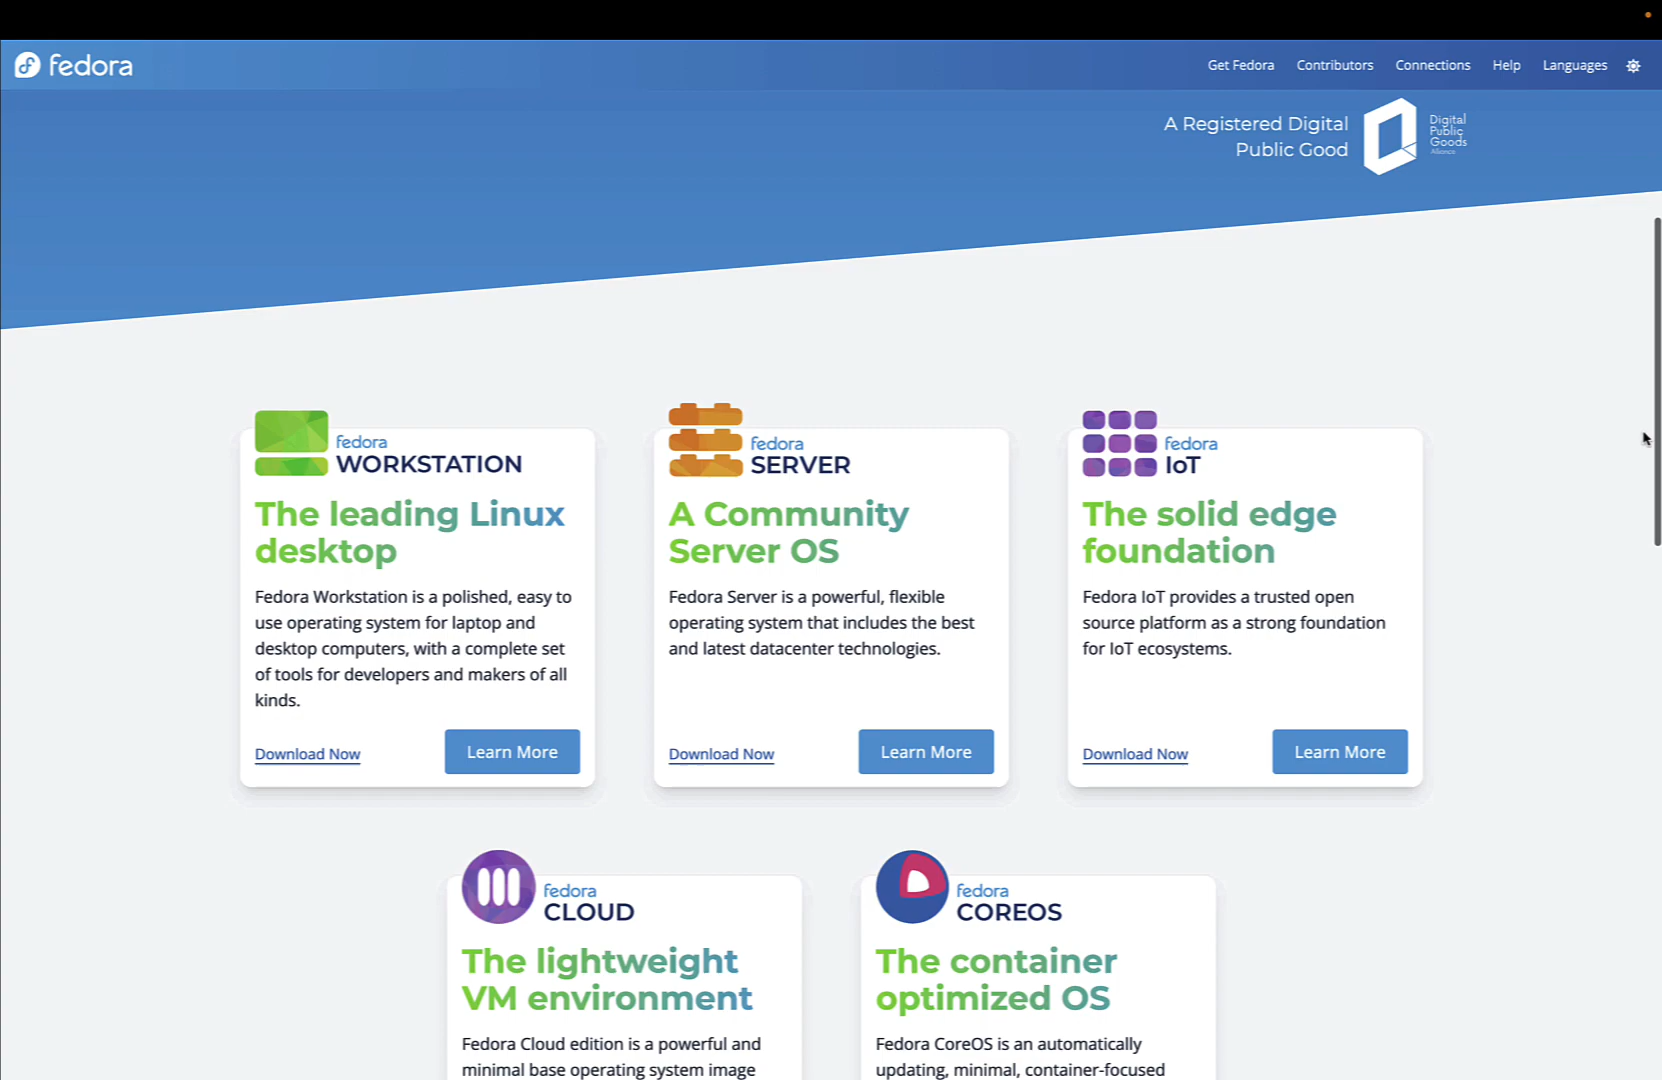 fedora
Get Fedora
Contributors
Connections
Help
Languages
A Registered Digital
Public Good
Digital
Public
Goods
Alliance
fedora
WORKSTATION
The leading Linux
desktop
Fedora Workstation is a polished, easy to
use operating system for laptop and
desktop computers, with a complete set
of tools for developers and makers of all
kinds.
Download Now
Learn More
fedora
SERVER
A Community
Server OS
Fedora Server is a powerful, flexible
operating system that includes the best
and latest datacenter technologies.
Download Now
Learn More
fedora
IoT
The solid edge
foundation
Fedora IoT provides a trusted open
source platform as a strong foundation
for IoT ecosystems.
Download Now
Learn More
fedora
CLOUD
The lightweight
VM environment
Fedora Cloud edition is a powerful and
minimal base operating system image
fedora
COREOS
The container
optimized OS
Fedora CoreOS is an automatically
updating, minimal, container-focused